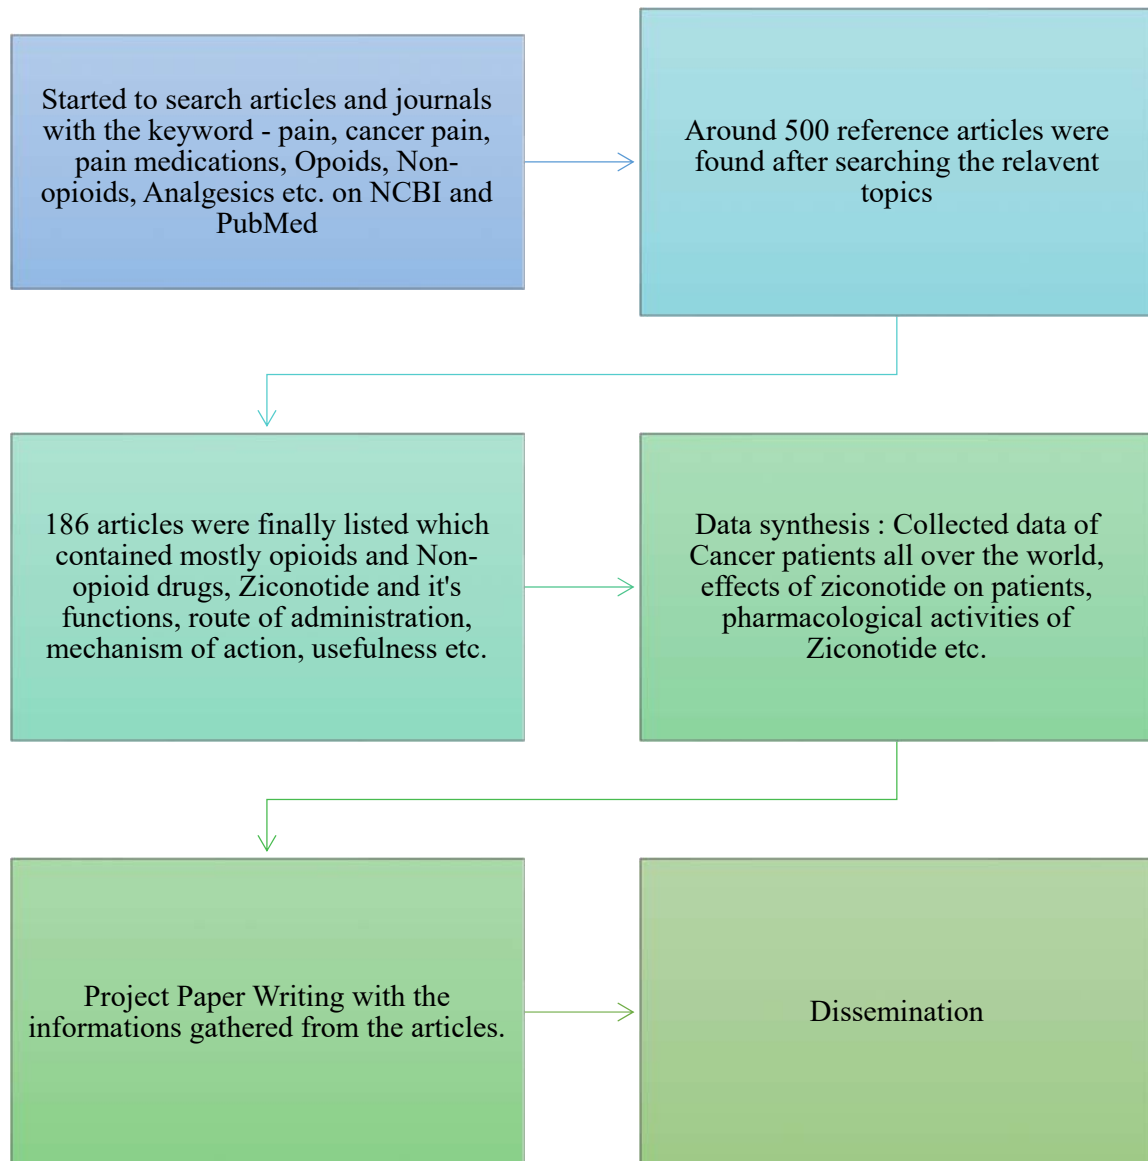 Started to search articles and journals
with the keyword - pain, cancer pain,
pain medications, Opoids, Non-
opioids, Analgesics etc. on NCBI and
PubMed
Around 500 reference articles were
found after searching the relavent
topics
186 articles were finally listed which
contained mostly opioids and Non-
opioid drugs, Ziconotide and it's
functions, route of administration,
mechanism of action, usefulness etc.
Data synthesis : Collected data of
Cancer patients all over the world,
effects of ziconotide on patients,
pharmacological activities of
Ziconotide etc.
Project Paper Writing with the
informations gathered from the articles.
Dissemination